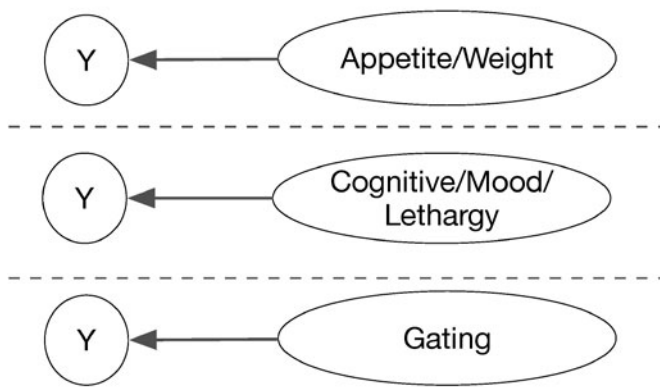 Y
Appetite/Weight
Y
Cognitive/Mood/
Lethargy
Y
Gating